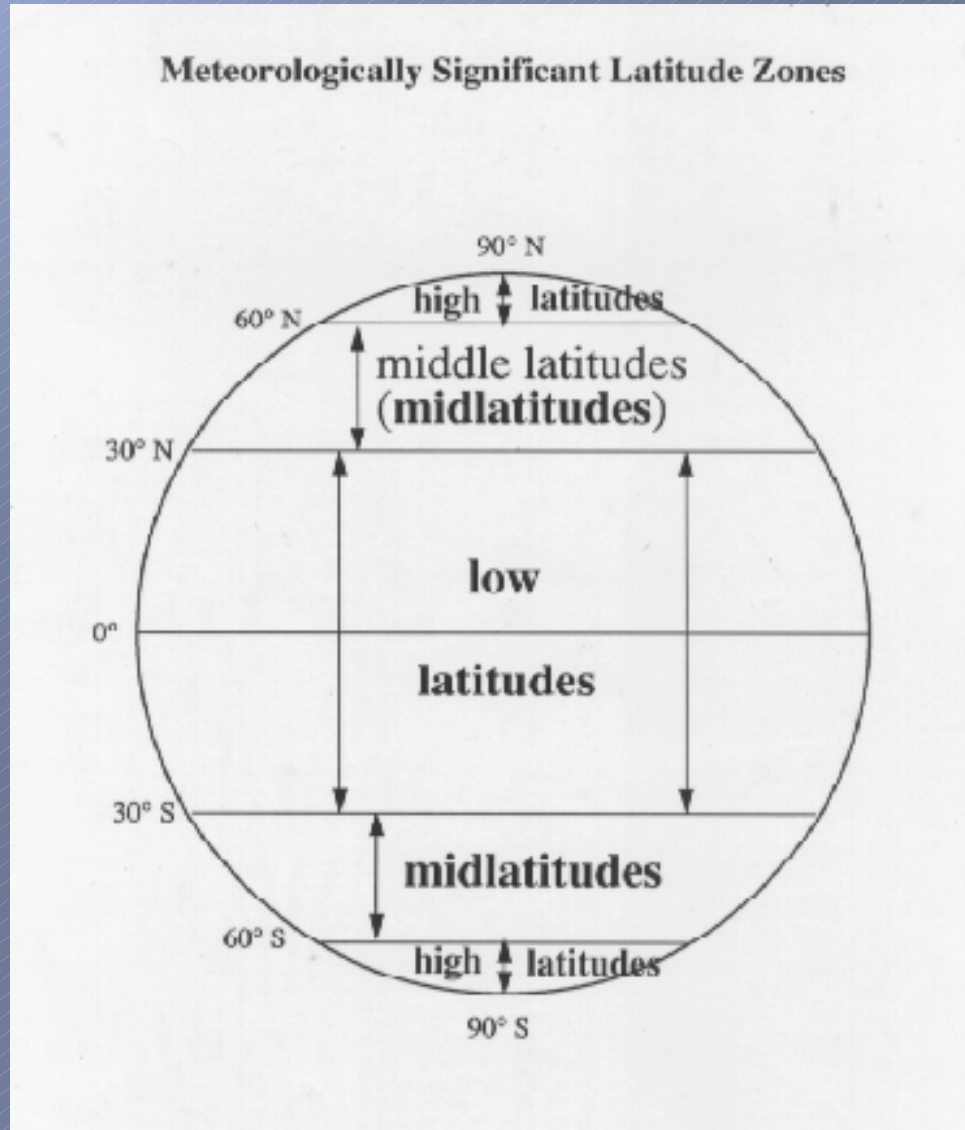 Meteorologically Significant Latitude Zones
90° N
high latitudes
60° N
middle latitudes
(midlatitudes)
30° N
low
0°
latitudes
30° S
midlatitudes
60° S
high latitudes
90° S